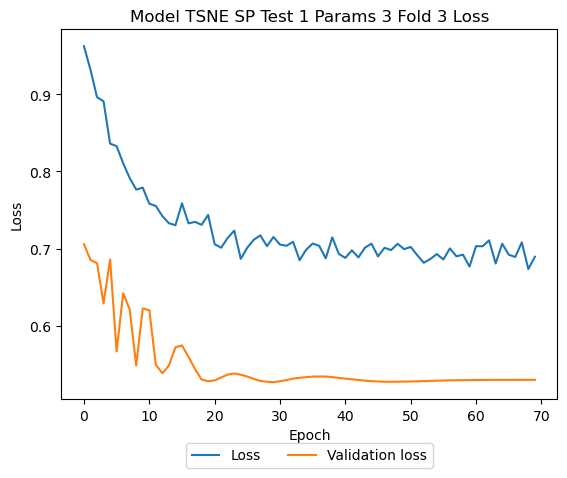 Model TSNE SP Test 1 Params 3 Fold 3 Loss
0.9
0.8
0.7
0.6
Loss
0 10 20 30 40 50 60 70
Epoch
Loss Validation loss